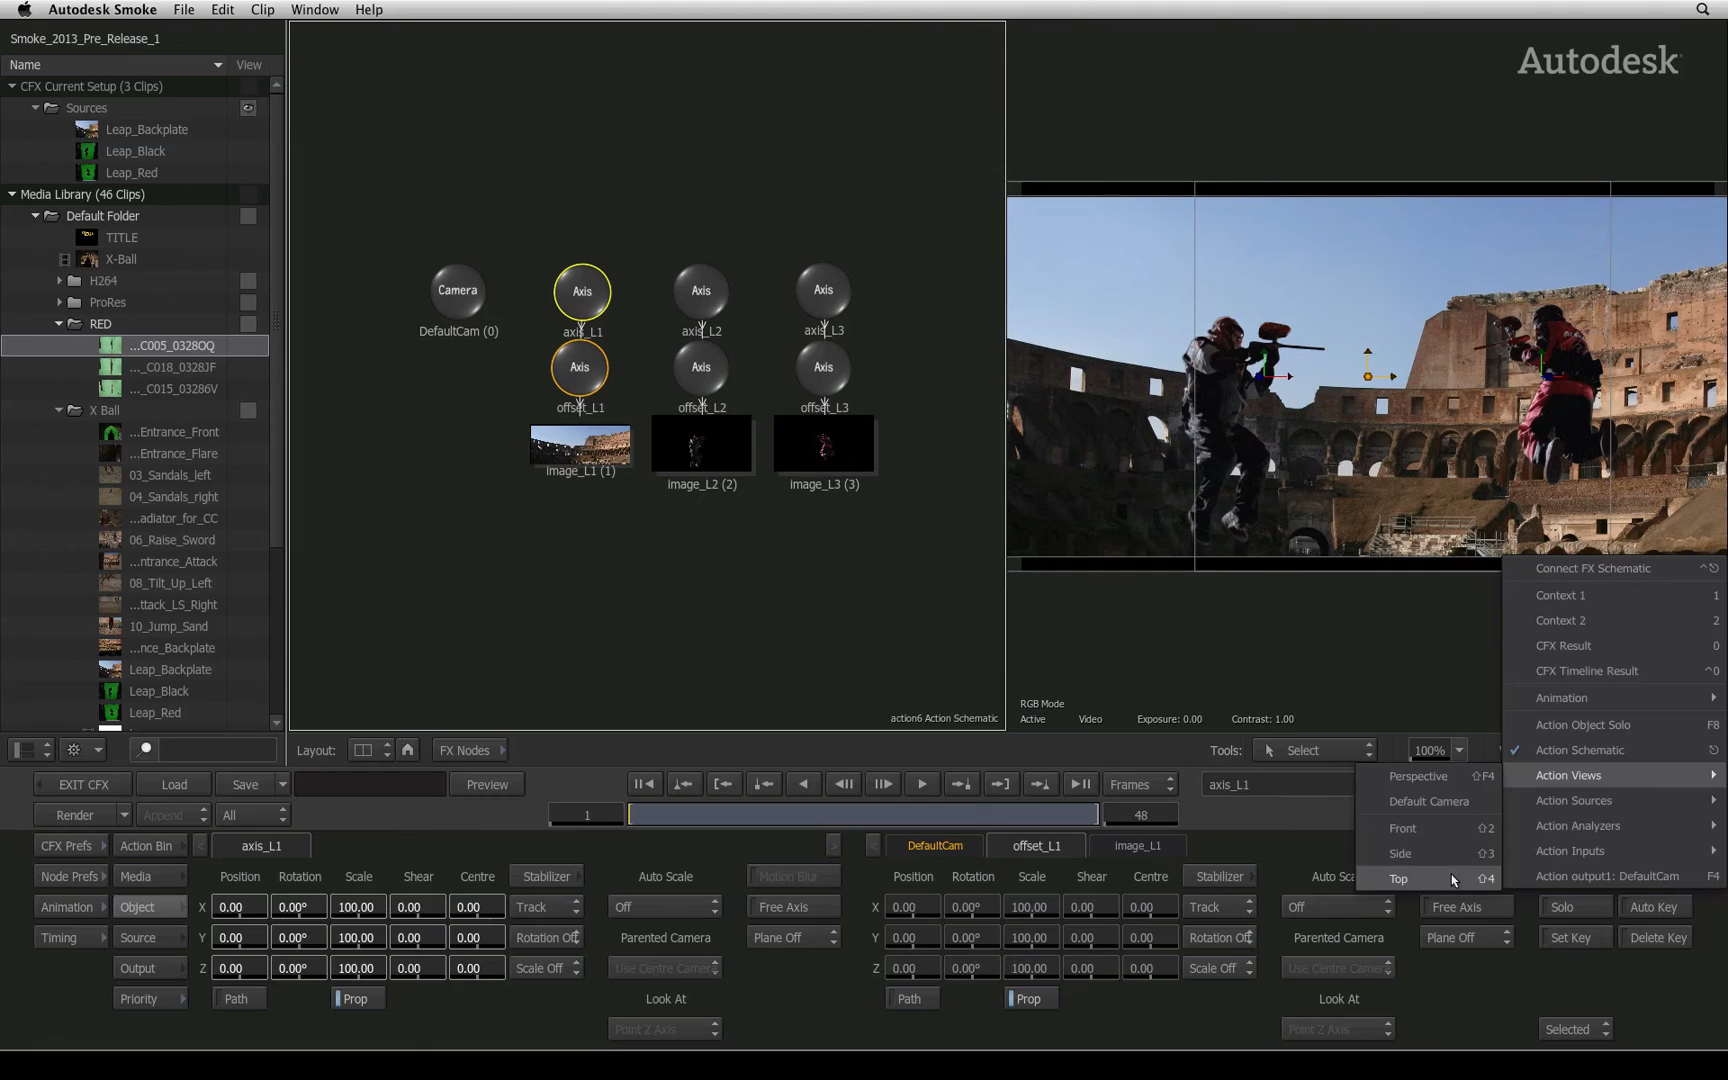 Autodesk Smoke File Edit Clip Window Help
Smoke_2013_Pre_Release_1
Name View
CFX Current Setup (3 Clips)
Sources
Leap_Backplate
Leap_Black
Leap_Red
Media Library (46 Clips)
Default Folder
TITLE
X-Ball
H264
ProRes
RED
...C005_0328OQ
..._C018_0328JF
..._C015_03286V
X Ball
...Entrance_Front
...Entrance_Flare
03_Sandals_left
04_Sandals_right
...adiator_for_CC
06_Raise_Sword
...ntrance_Attack
08_Tilt_Up_Left
...ttack_LS_Right
10_Jump_Sand
...nce_Backplate
Leap_Backplate
Leap_Black
Leap_Red
Camera
DefaultCam (0)
Axis Axis Axis
axis_L1 axis_L2 axis_L3
Axis Axis Axis
offset_L1 offset_L2 offset_L3
image_L1 (1) image_L2 (2) image_L3 (3)
action6 Action Schematic
Autodesk
RGB Mode
Active Video Exposure: 0.00 Contrast: 1.00
Connect FX Schematic
Context 1 1
Context 2 2
CFX Result 0
CFX Timeline Result ^0
Animation
Action Object Solo F8
Action Schematic
Action Views
Action Sources
Action Analyzers
Action Inputs
Action output1: DefaultCam F4
Perspective ⇧F4
Default Camera
Front ⇧2
Side ⇧3
Top ⇧4
Layout: FX Nodes Tools: Select 100%
EXIT CFX Load Save Preview Frames axis_L1
Render Append All 1 48
CFX Prefs Action Bin axis_L1 DefaultCam offset_L1 image_L1
Node Prefs Media Position Rotation Scale Shear Centre Stabilizer Auto Scale Motion Blur Position Rotation Scale Shear Centre Stabilizer Auto Sca
Animation Object X 0.00 0.00° 100.00 0.00 0.00 Track Off Free Axis X 0.00 0.00° 100.00 0.00 0.00 Track Off Free Axis Solo Auto Key
Timing Source Y 0.00 0.00° 100.00 0.00 0.00 Rotation Off Parented Camera Plane Off Y 0.00 0.00° 100.00 0.00 0.00 Rotation Off Parented Camera Plane Off Set Key Delete Key
Output Z 0.00 0.00° 100.00 0.00 0.00 Scale Off Use Centre Camera Z 0.00 0.00° 100.00 0.00 0.00 Scale Off Use Centre Camera
Priority Path Prop Look At Path Prop Look At
Point Z Axis Point Z Axis Selected